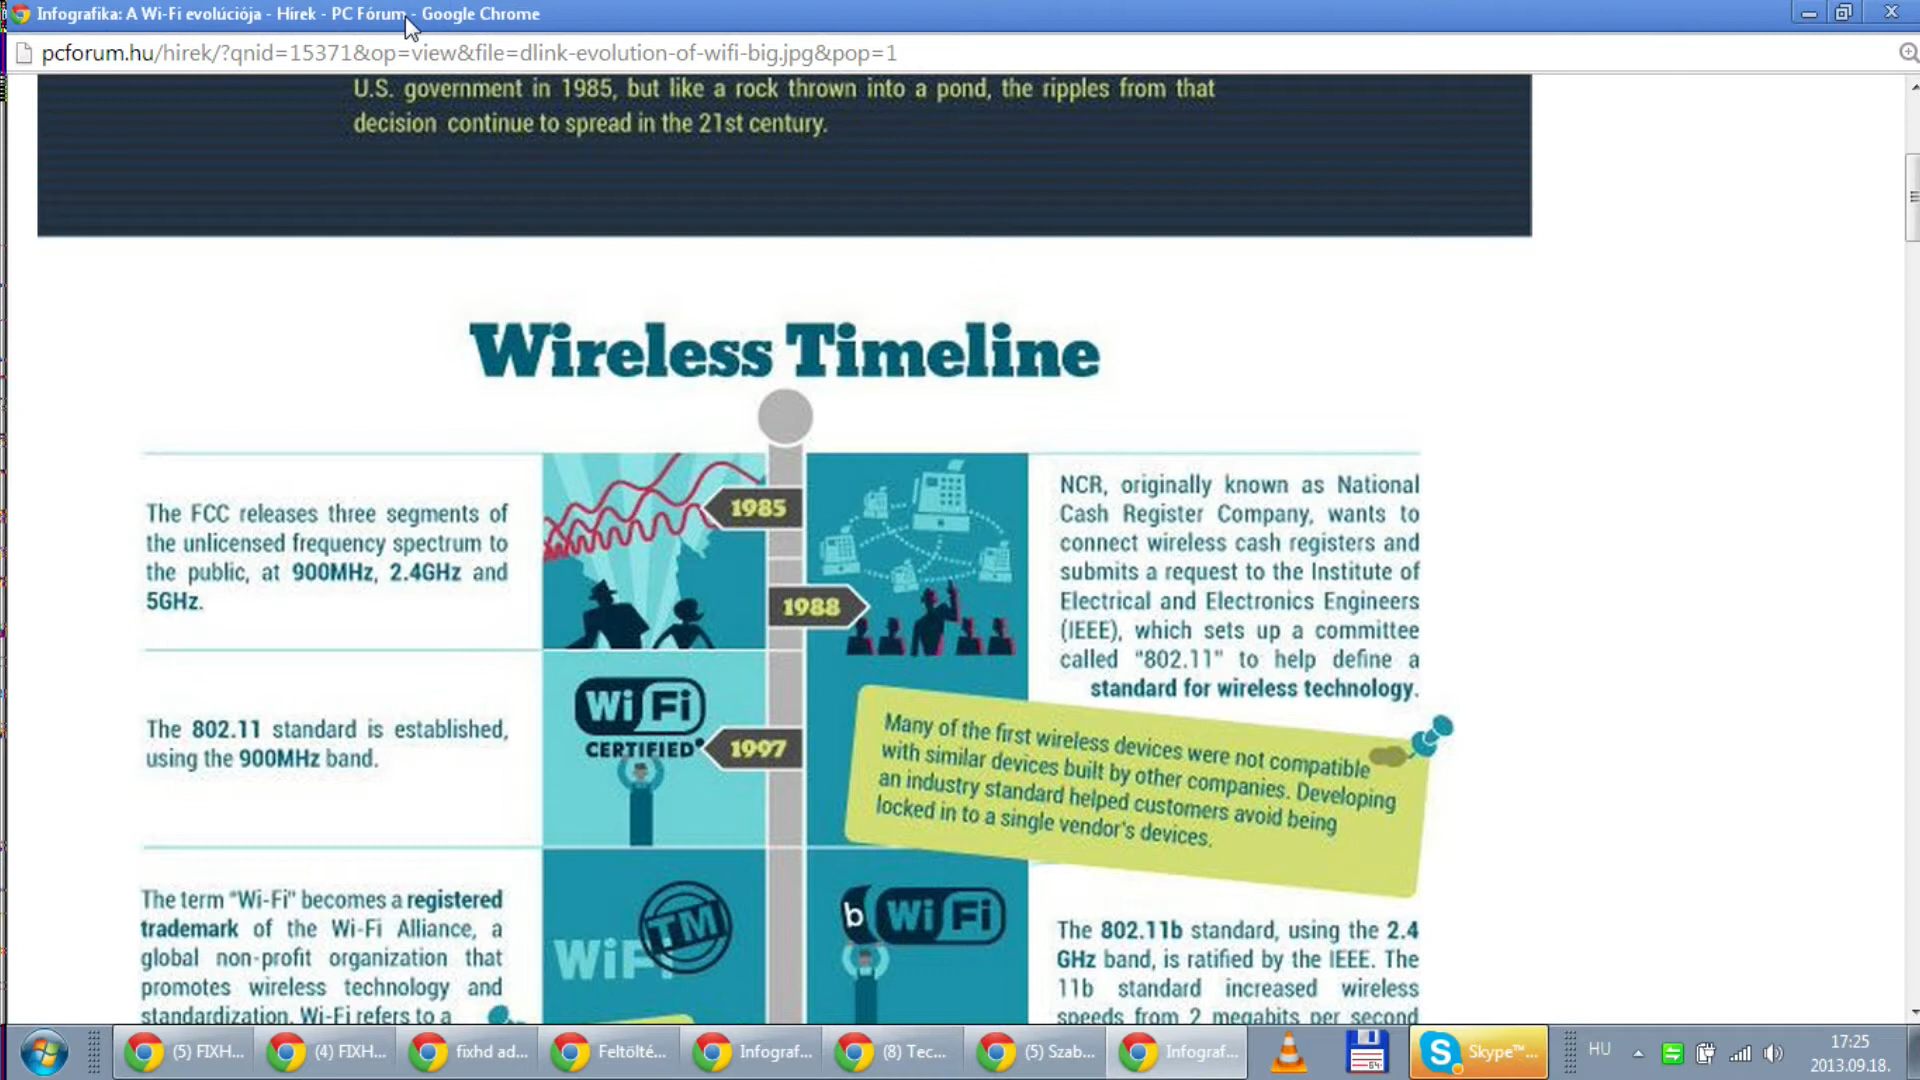 Infografika: A Wi-Fi evolúciója - Hírek - PC Fórum - Google Chrome
pcforum.hu/hirek/?qnid=15371&op=view&file=dlink-evolution-of-wifi-big.jpg&pop=1
U.S. government in 1985, but like a rock thrown into a pond, the ripples from that
decision continue to spread in the 21st century.
Wireless Timeline
The FCC releases three segments of
the unlicensed frequency spectrum to
the public, at 900MHz, 2.4GHz and
5GHz.
1985
1988
NCR, originally known as National
Cash Register Company, wants to
connect wireless cash registers and
submits a request to the Institute of
Electrical and Electronics Engineers
(IEEE), which sets up a committee
called “802.11” to help define a
standard for wireless technology.
The 802.11 standard is established,
using the 900MHz band.
Wi Fi
CERTIFIED
1997
Many of the first wireless devices were not compatible
with similar devices built by other companies. Developing
an industry standard helped customers avoid being
locked in to a single vendor's devices.
The term “Wi-Fi” becomes a registered
trademark of the Wi-Fi Alliance, a
global non-profit organization that
promotes wireless technology and
standardization. Wi-Fi refers to a
WiFi
TM
b Wi Fi
The 802.11b standard, using the 2.4
GHz band, is ratified by the IEEE. The
11b standard increased wireless
speeds from 2 megabits per second
(5) FIXH...
(4) FIXH...
fixhd ad...
Feltölté...
Infograf...
(8) Tec...
(5) Szab...
Infograf...
64
Skype™...
HU
17:25
2013.09.18.